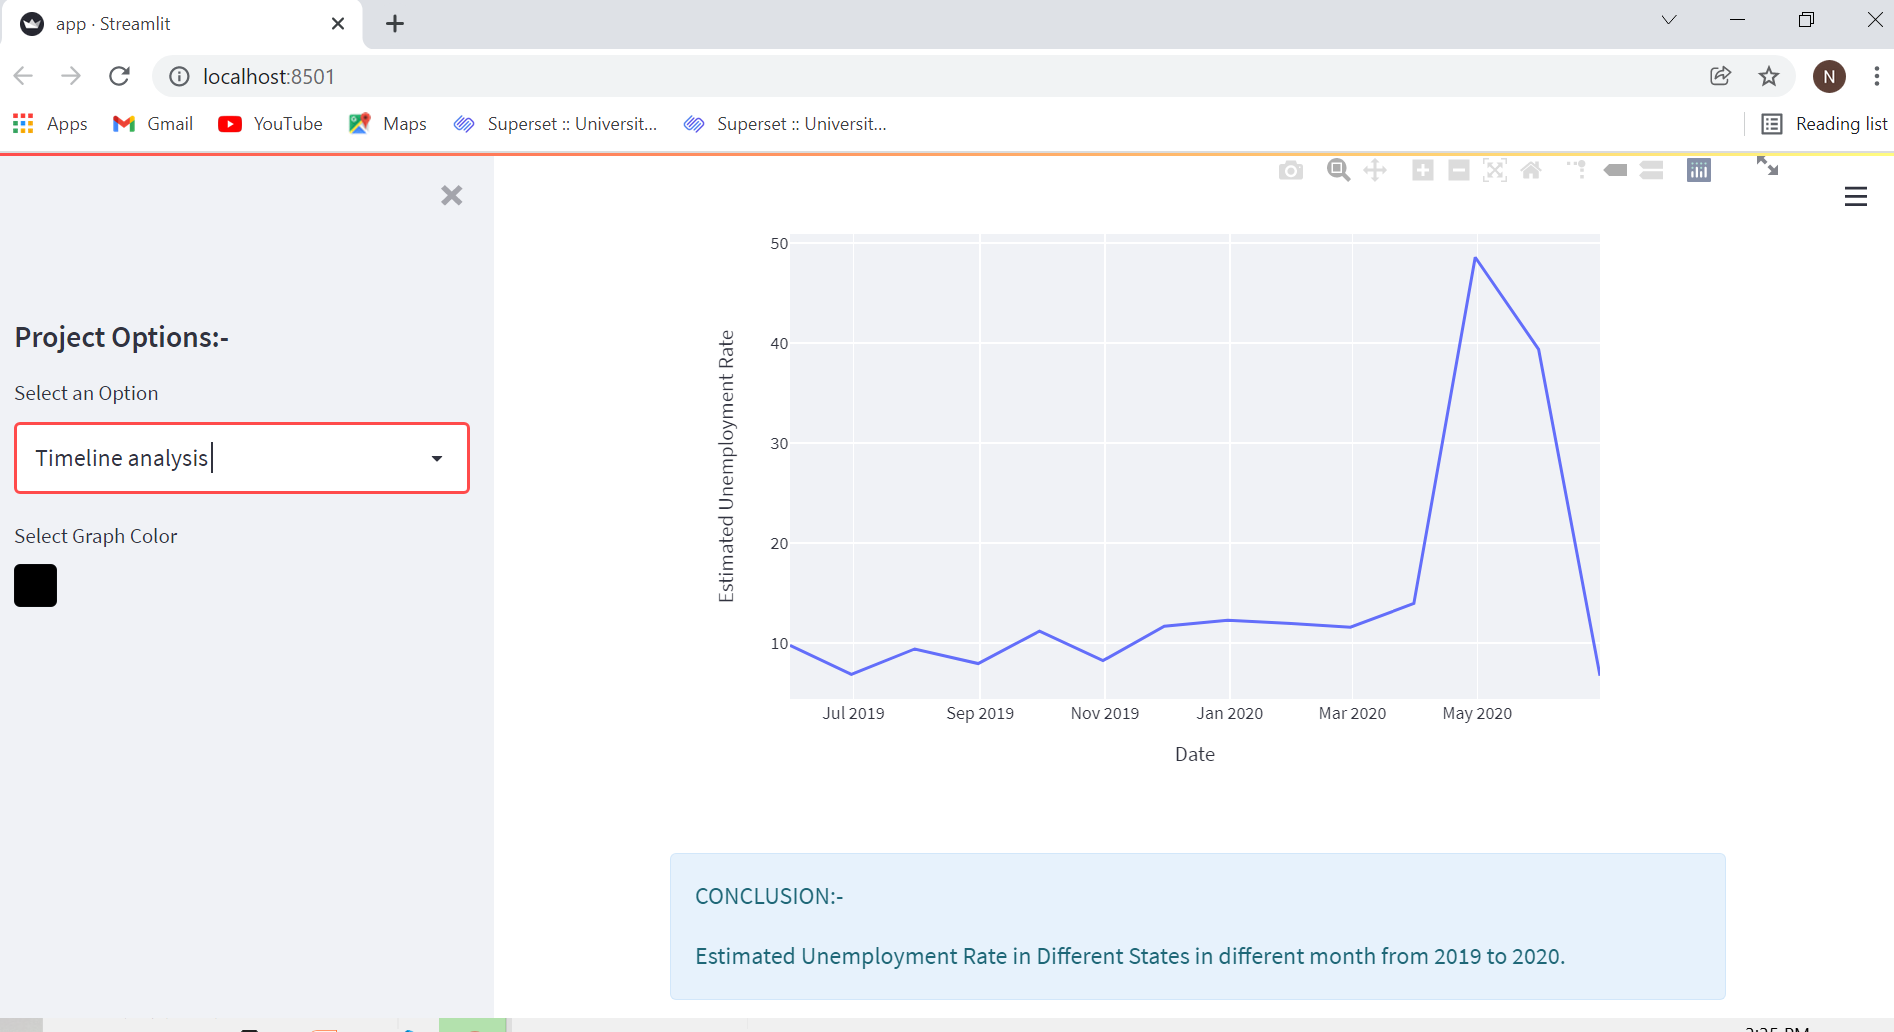 app · Streamlit
localhost:8501
N
Apps
Gmail
YouTube
Maps
Superset :: Universit...
Superset :: Universit...
Reading list
Project Options:-
Select an Option
Timeline analysis
Select Graph Color
50
40
30
20
10
Estimated Unemployment Rate
Jul 2019
Sep 2019
Nov 2019
Jan 2020
Mar 2020
May 2020
Date
CONCLUSION:-
Estimated Unemployment Rate in Different States in different month from 2019 to 2020.